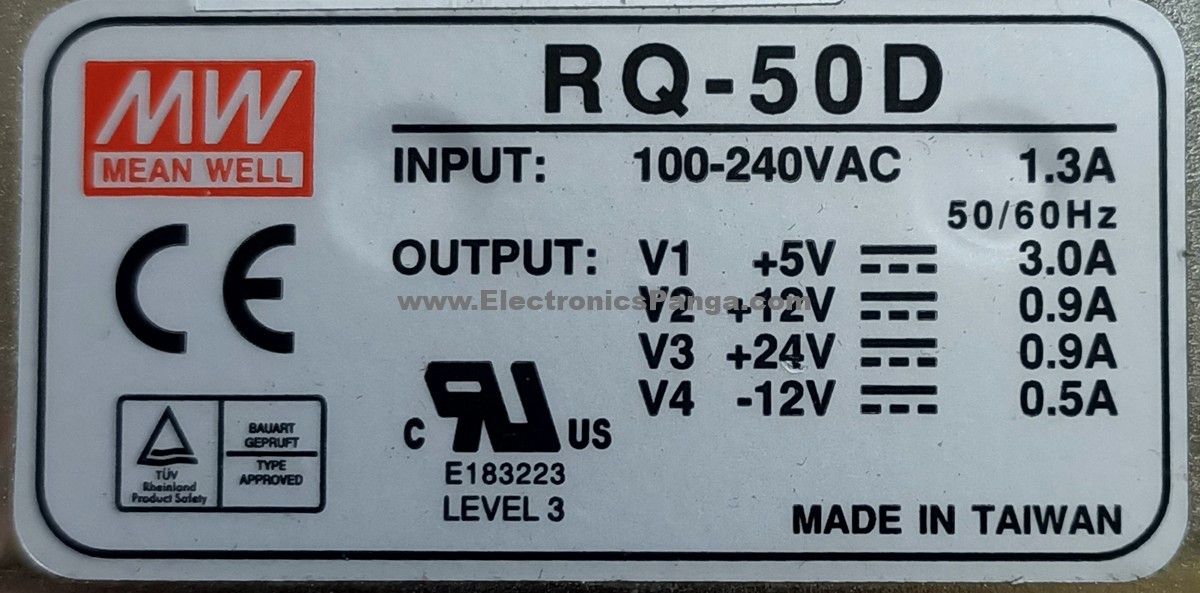 RQ-50D
MW
MEAN WELL
INPUT: 100-240VAC 1.3A
50/60Hz
OUTPUT: V1 +5V 3.0A
www.ElectronicsPanga.com
V2 +12V 0.9A
V3 +24V 0.9A
V4 -12V 0.5A
CE
C RU US
E183223
LEVEL 3
TÜV
Rheinland
Product Safety
BAUART
GEPRUFT
TYPE
APPROVED
MADE IN TAIWAN